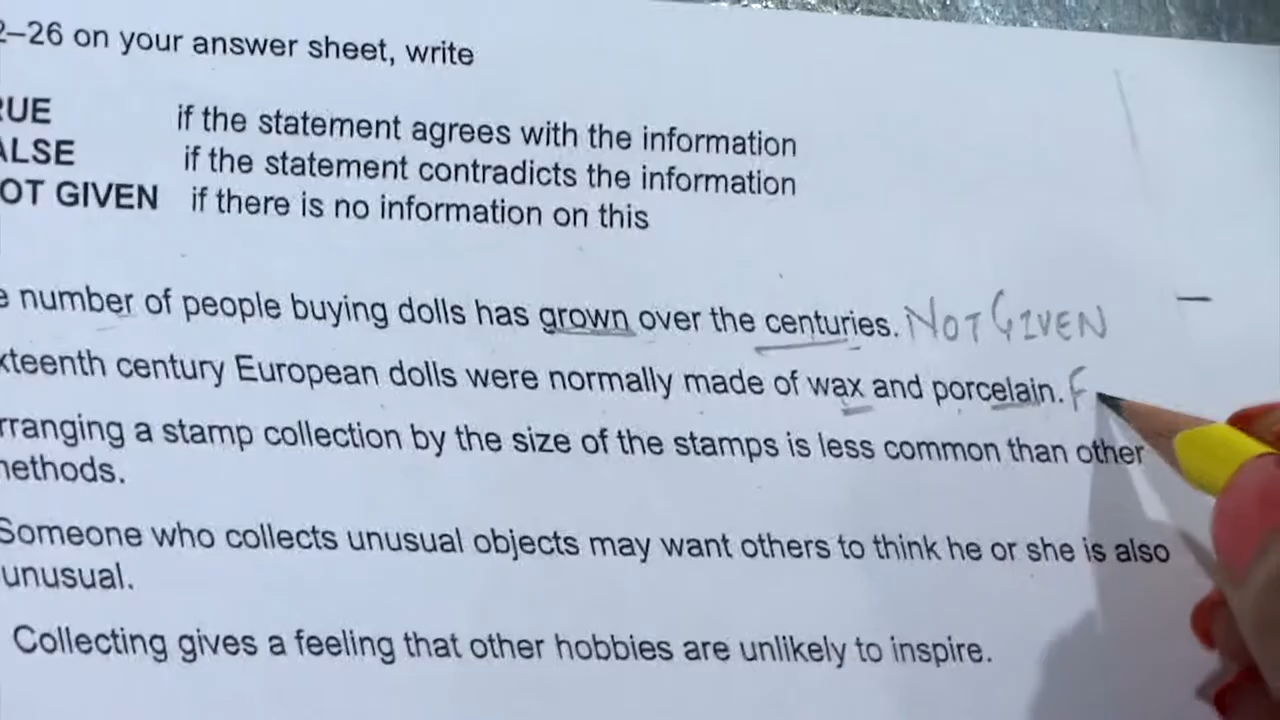 2–26 on your answer sheet, write
RUE if the statement agrees with the information
ALSE if the statement contradicts the information
OT GIVEN if there is no information on this
e number of people buying dolls has grown over the centuries. NOT GIVEN
xteenth century European dolls were normally made of wax and porcelain. F
rranging a stamp collection by the size of the stamps is less common than other
nethods.
Someone who collects unusual objects may want others to think he or she is also
unusual.
Collecting gives a feeling that other hobbies are unlikely to inspire.